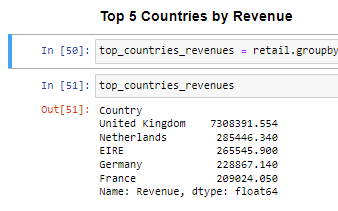 Top 5 Countries by Revenue
In [50]: top_countries_revenues = retail.groupby
In [51]: top_countries_revenues
Out[51]: Country
United Kingdom    7308391.554
Netherlands        285446.340
EIRE               265545.900
Germany            228867.140
France             209024.050
Name: Revenue, dtype: float64